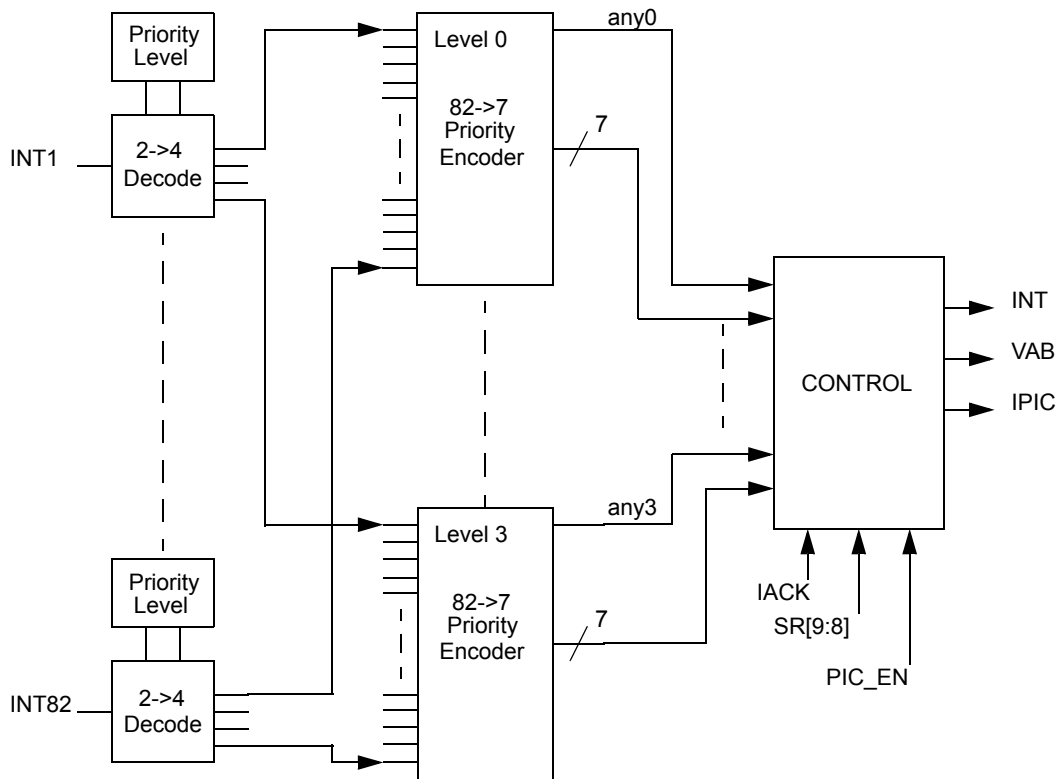 Priority
Level
INT1
2->4
Decode
Level 0
82->7
Priority
Encoder
any0
7
CONTROL
INT
VAB
IPIC
Priority
Level
INT82
2->4
Decode
Level 3
82->7
Priority
Encoder
any3
7
IACK
SR[9:8]
PIC_EN